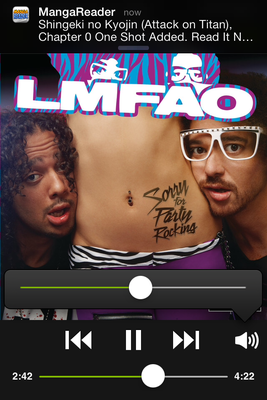 MangaReader now
Shingeki no Kyojin (Attack on Titan),
Chapter 0 One Shot Added. Read It N...
LMFAO
Sorry
for
Party
Rocking
2:42
4:22